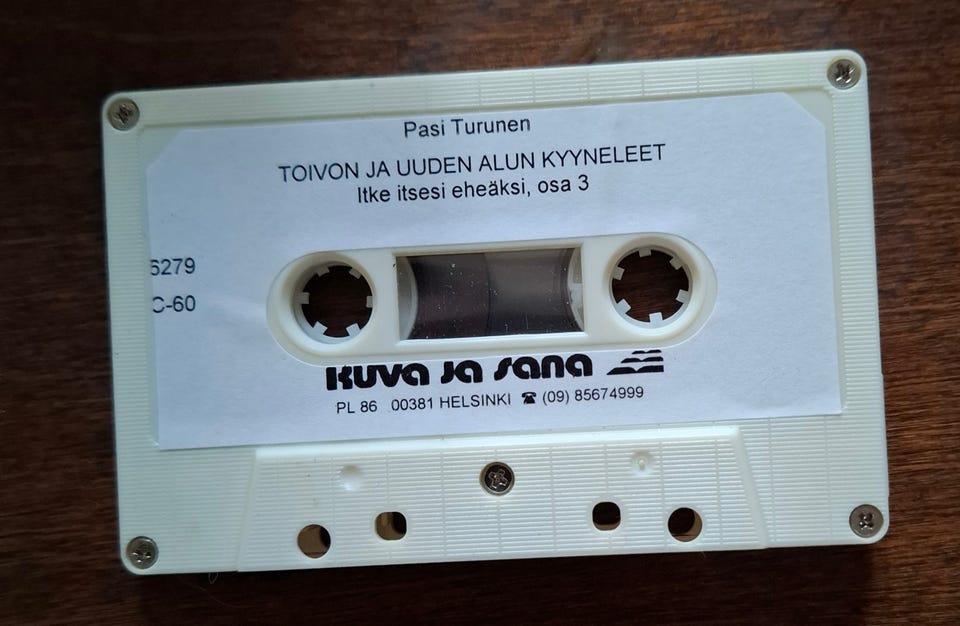 Pasi Turunen
TOIVON JA UUDEN ALUN KYYNELEET
Itke itsesi eheäksi, osa 3
6279
C-60
Kuva ja sana
PL 86 00381 HELSINKI ☎ (09) 85674999